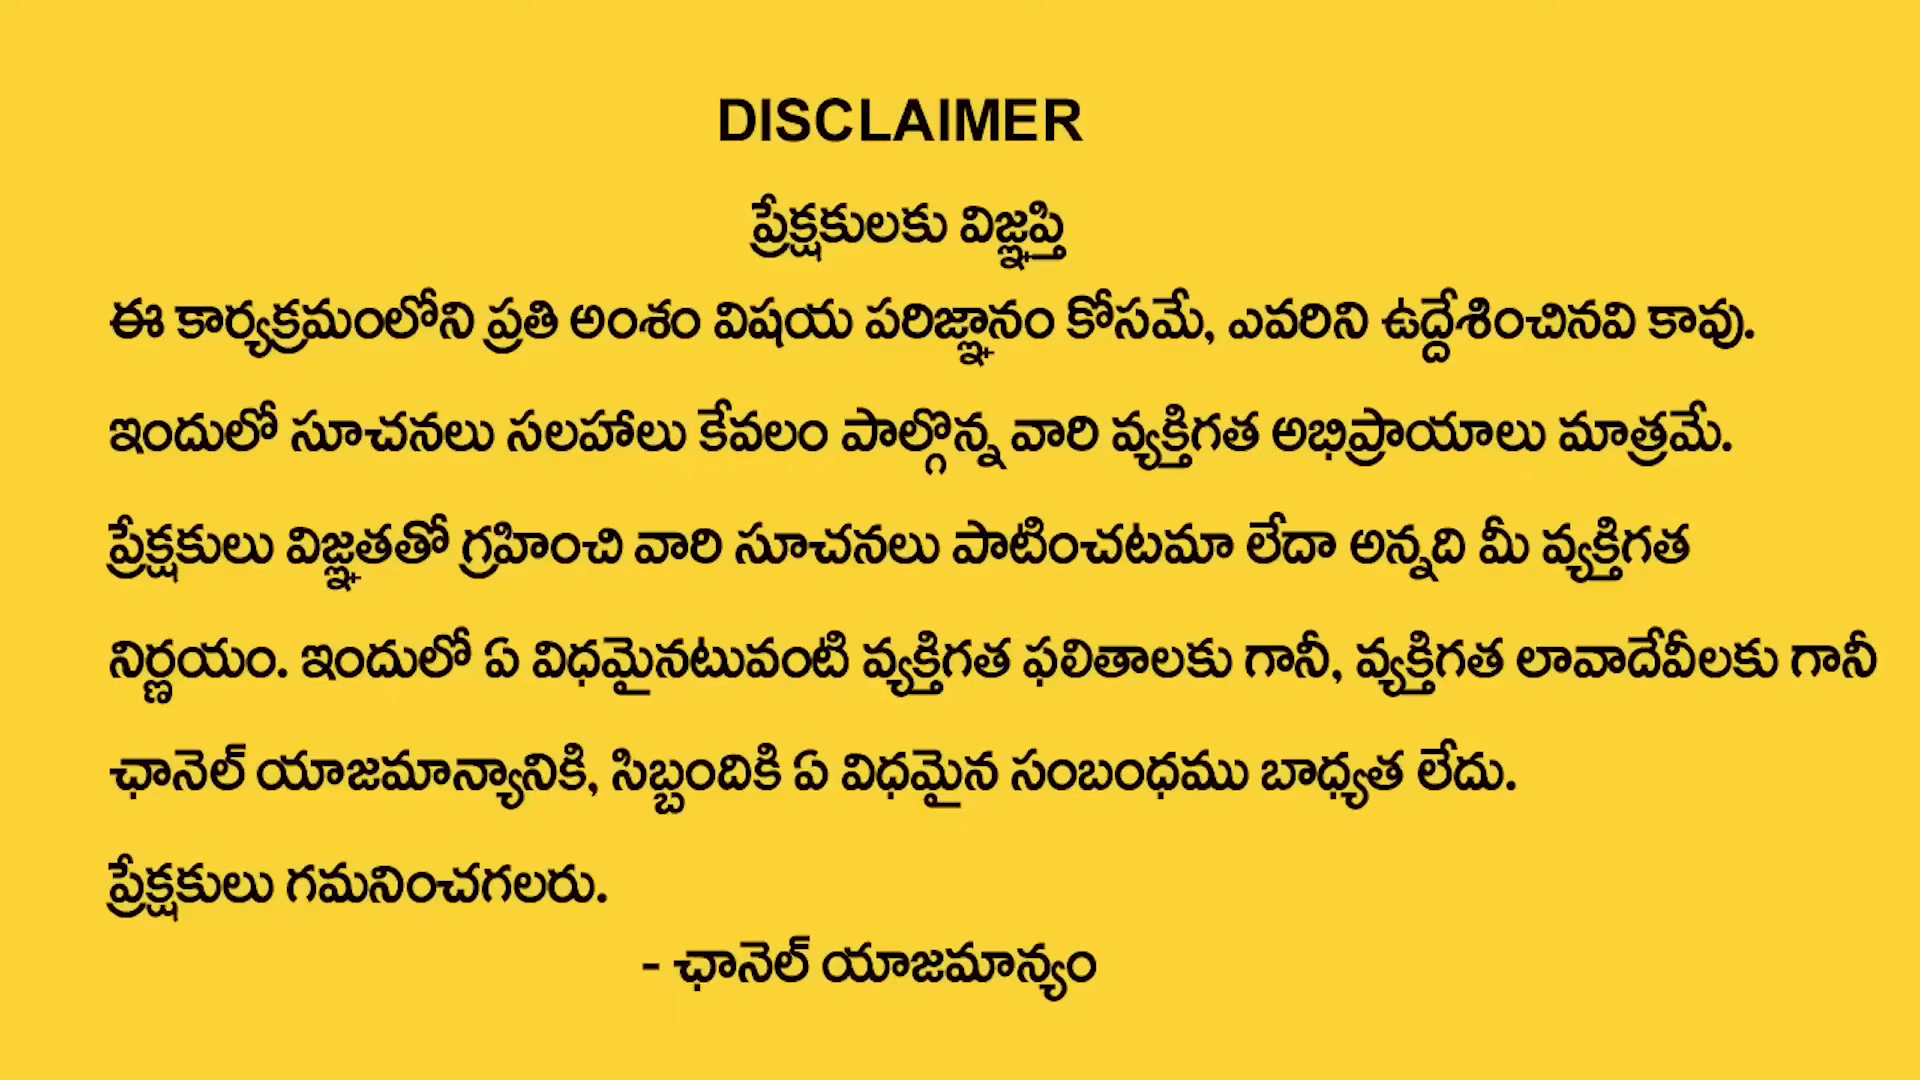 DISCLAIMER
ప్రేక్షకులకు విజ్ఞప్తి
ఈ కార్యక్రమంలోని ప్రతి అంశం విషయ పరిజ్ఞానం కోసమే, ఎవరిని ఉద్దేశించినవి కావు.
ఇందులో సూచనలు సలహాలు కేవలం పాల్గొన్న వారి వ్యక్తిగత అభిప్రాయాలు మాత్రమే.
ప్రేక్షకులు విజ్ఞతతో గ్రహించి వారి సూచనలు పాటించటమా లేదా అన్నది మీ వ్యక్తిగత
నిర్ణయం. ఇందులో ఏ విధమైనటువంటి వ్యక్తిగత ఫలితాలకు గానీ, వ్యక్తిగత లావాదేవీలకు గానీ
ఛానెల్ యాజమాన్యానికి, సిబ్బందికి ఏ విధమైన సంబంధము బాధ్యత లేదు.
ప్రేక్షకులు గమనించగలరు.
- ఛానెల్ యాజమాన్యం